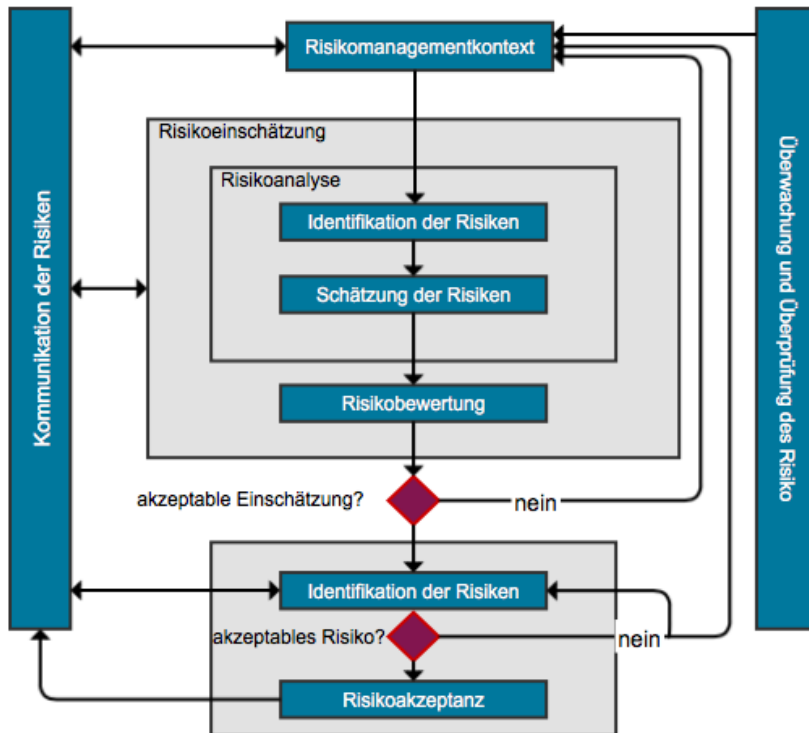 Risikomanagementkontext
Kommunikation der Risiken
Überwachung und Überprüfung des Risiko
Risikoeinschätzung
Risikoanalyse
Identifikation der Risiken
Schätzung der Risiken
Risikobewertung
akzeptable Einschätzung?
nein
Identifikation der Risiken
akzeptables Risiko?
nein
Risikoakzeptanz